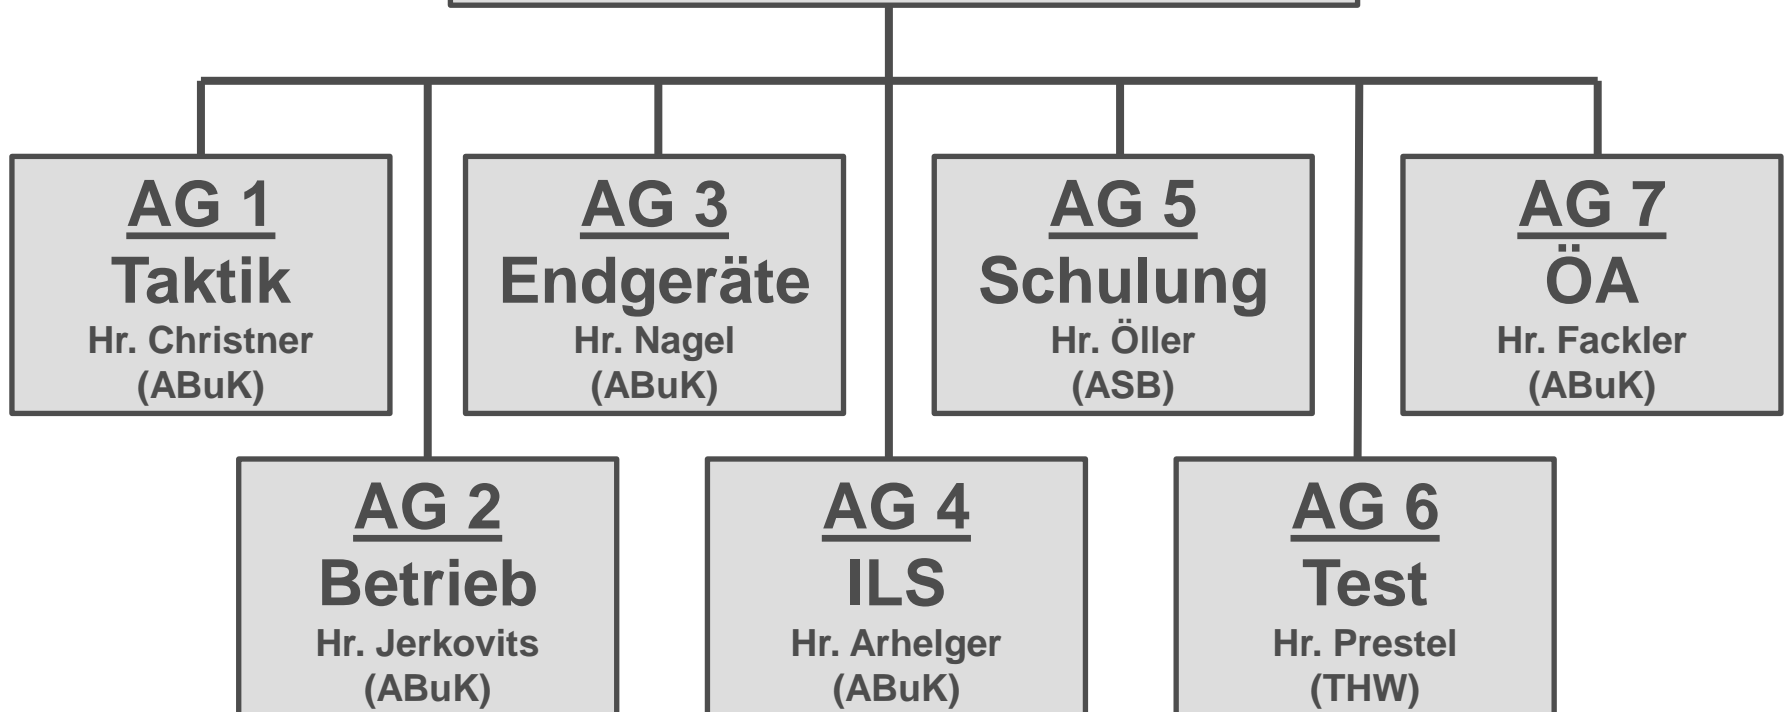 AG 1
Taktik
Hr. Christner
(ABuK)
AG 3
Endgeräte
Hr. Nagel
(ABuK)
AG 5
Schulung
Hr. Öller
(ASB)
AG 7
ÖA
Hr. Fackler
(ABuK)
AG 2
Betrieb
Hr. Jerkovits
(ABuK)
AG 4
ILS
Hr. Arhelger
(ABuK)
AG 6
Test
Hr. Prestel
(THW)